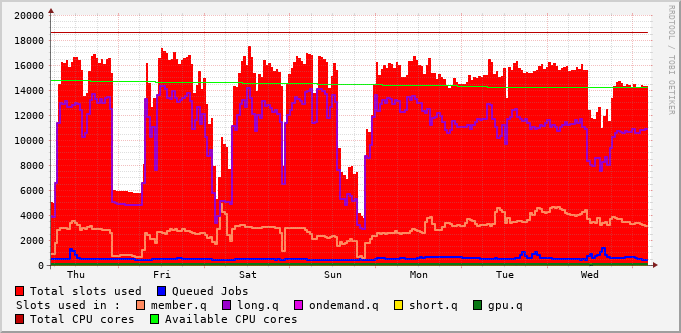 20000
18000
16000
14000
12000
10000
8000
6000
4000
2000
0
Thu Fri Sat Sun Mon Tue Wed
RRDTOOL / TOBI OETIKER
Total slots used Queued Jobs
Slots used in : member.q long.q ondemand.q short.q gpu.q
Total CPU cores Available CPU cores